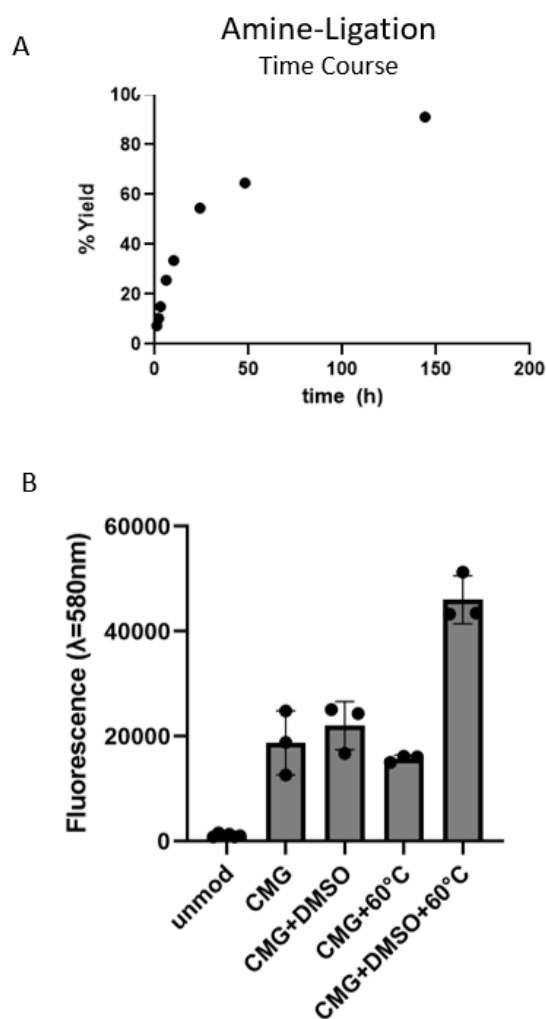 Amine-Ligation
A
Time Course
100
80
60
40
20
0
% Yield
0 50 100 150 200
time (h)
B
60000
40000
20000
0
Fluorescence (λ=580nm)
unmod
CMG
CMG+DMSO
CMG+60°C
CMG+DMSO+60°C